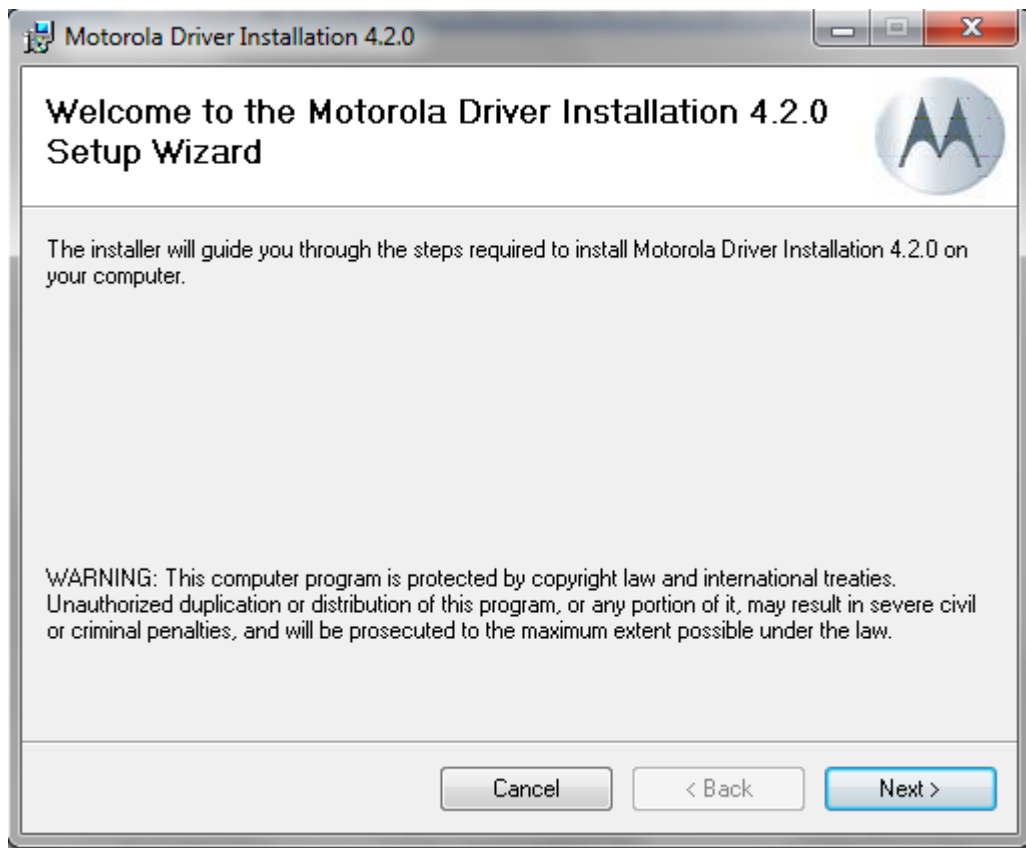 Motorola Driver Installation 4.2.0
Welcome to the Motorola Driver Installation 4.2.0
Setup Wizard
The installer will guide you through the steps required to install Motorola Driver Installation 4.2.0 on
your computer.
WARNING: This computer program is protected by copyright law and international treaties.
Unauthorized duplication or distribution of this program, or any portion of it, may result in severe civil
or criminal penalties, and will be prosecuted to the maximum extent possible under the law.
Cancel < Back Next >